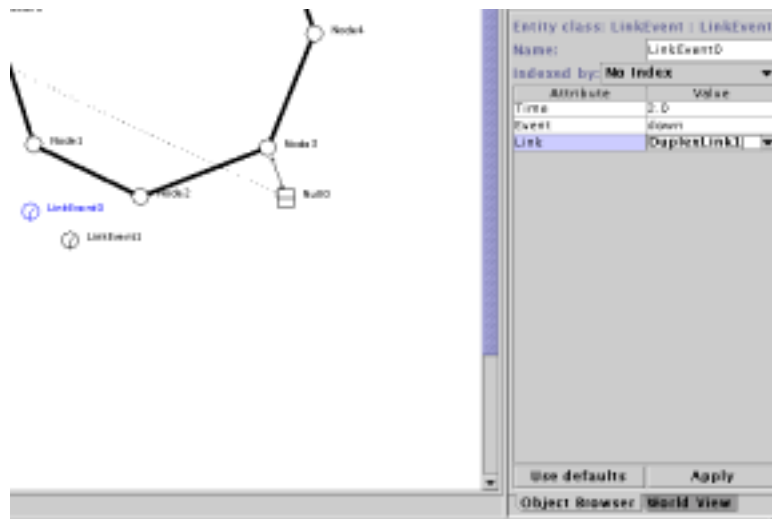 Node4
Node1
Node3
Node2
Null0
LinkEvent0
LinkEvent1
Entity class: LinkEvent : LinkEvent
Name: LinkEvent0
Indexed by: No Index
Attribute Value
Time 2.0
Event down
Link DuplexLink1
Use defaults Apply
Object Browser World View